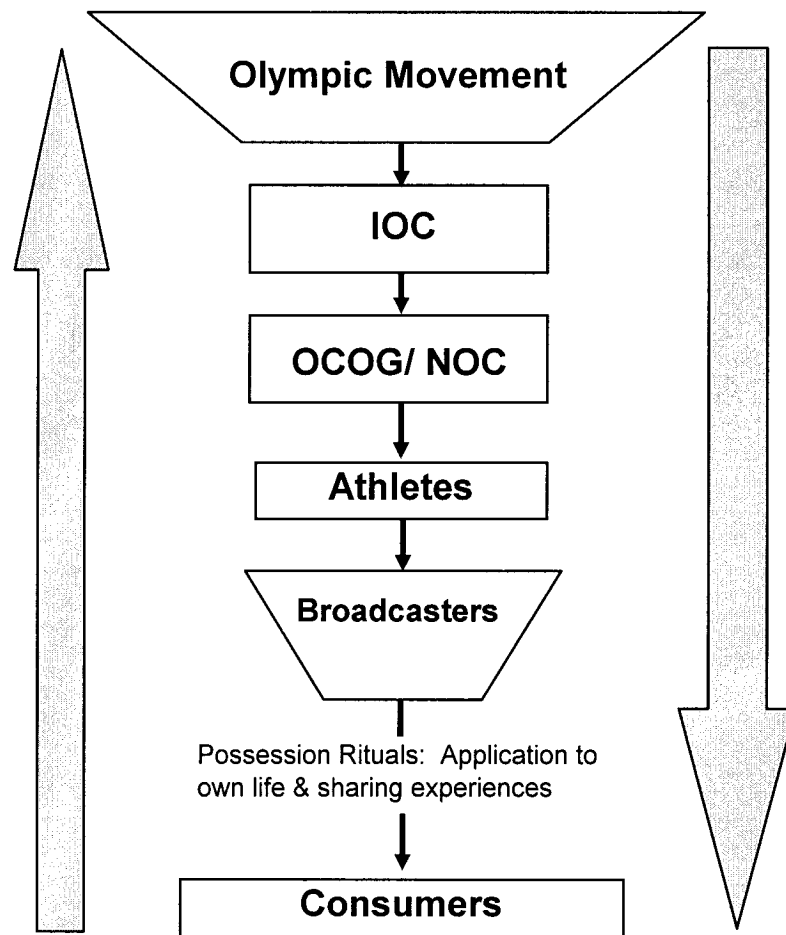 Olympic Movement
IOC
OCOG/ NOC
Athletes
Broadcasters
Possession Rituals:  Application to
own life & sharing experiences
Consumers